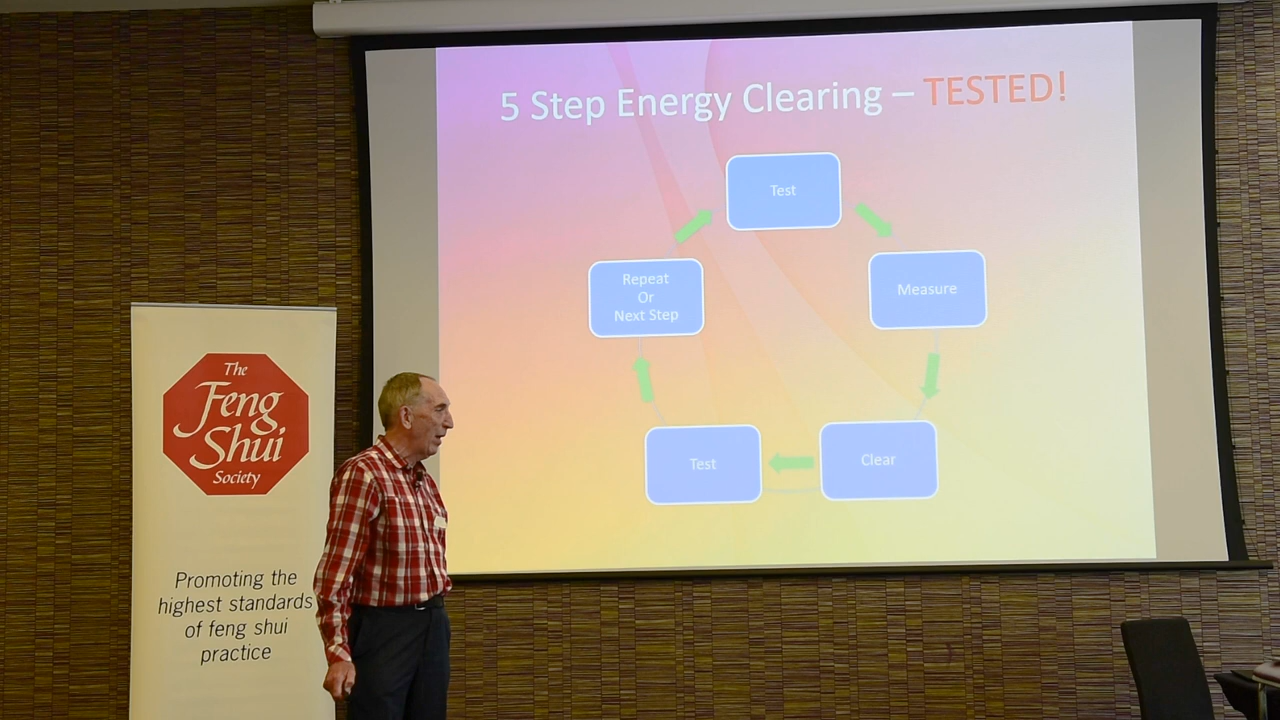 5 Step Energy Clearing – TESTED!
Test
Measure
Clear
Test
Repeat
Or
Next Step
The
Feng
Shui
Society
Promoting the
highest standards
of feng shui
practice